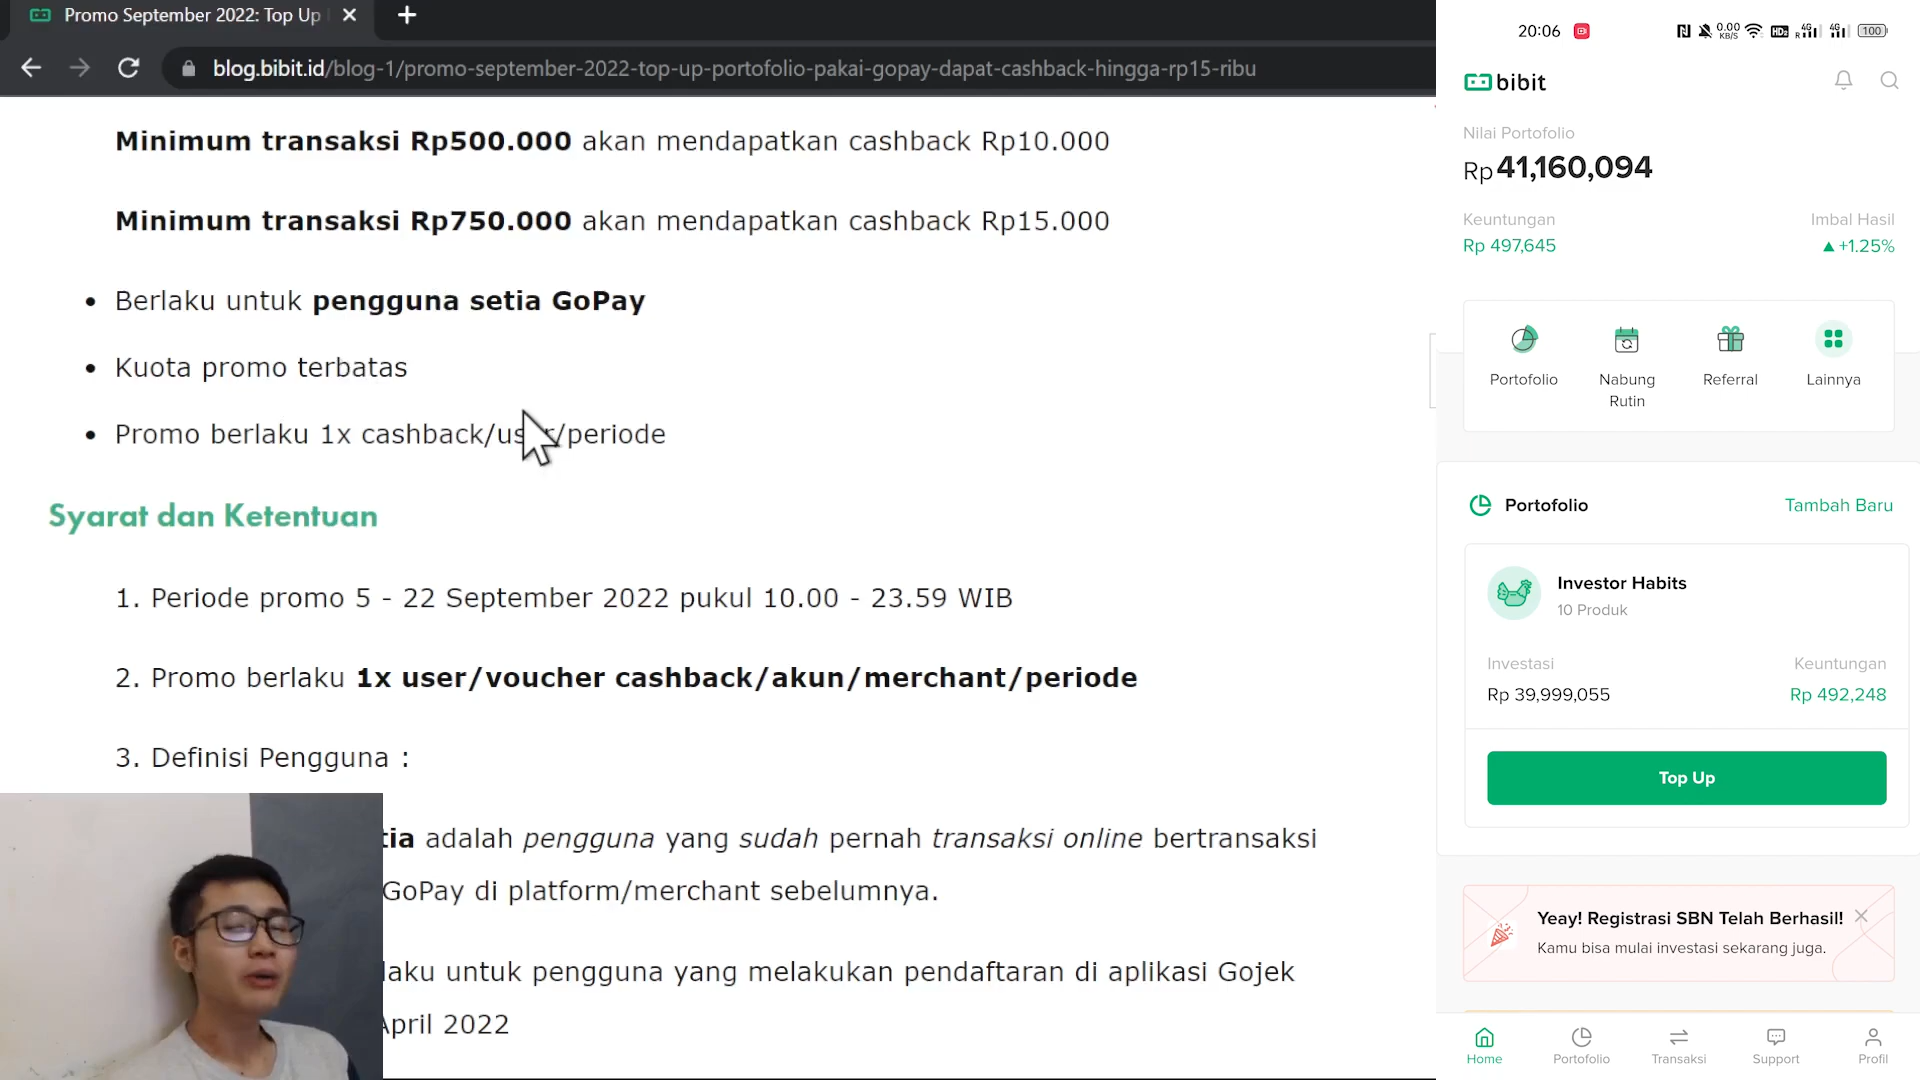 Promo September 2022: Top Up
blog.bibit.id/blog-1/promo-september-2022-top-up-portofolio-pakai-gopay-dapat-cashback-hingga-rp15-ribu
Minimum transaksi Rp500.000 akan mendapatkan cashback Rp10.000
Minimum transaksi Rp750.000 akan mendapatkan cashback Rp15.000
• Berlaku untuk pengguna setia GoPay
• Kuota promo terbatas
• Promo berlaku 1x cashback/user/periode
Syarat dan Ketentuan
1. Periode promo 5 - 22 September 2022 pukul 10.00 - 23.59 WIB
2. Promo berlaku 1x user/voucher cashback/akun/merchant/periode
3. Definisi Pengguna :
tia adalah pengguna yang sudah pernah transaksi online bertransaksi
GoPay di platform/merchant sebelumnya.
laku untuk pengguna yang melakukan pendaftaran di aplikasi Gojek
April 2022
20:06
0.00
KB/S
HD2
R 4G
4G
100
bibit
Nilai Portofolio
Rp 41,160,094
Keuntungan
Imbal Hasil
Rp 497,645
▲ +1.25%
Portofolio
Nabung
Rutin
Referral
Lainnya
Portofolio
Tambah Baru
Investor Habits
10 Produk
Investasi
Keuntungan
Rp 39,999,055
Rp 492,248
Top Up
Yeay! Registrasi SBN Telah Berhasil!
Kamu bisa mulai investasi sekarang juga.
Home
Portofolio
Transaksi
Support
Profil